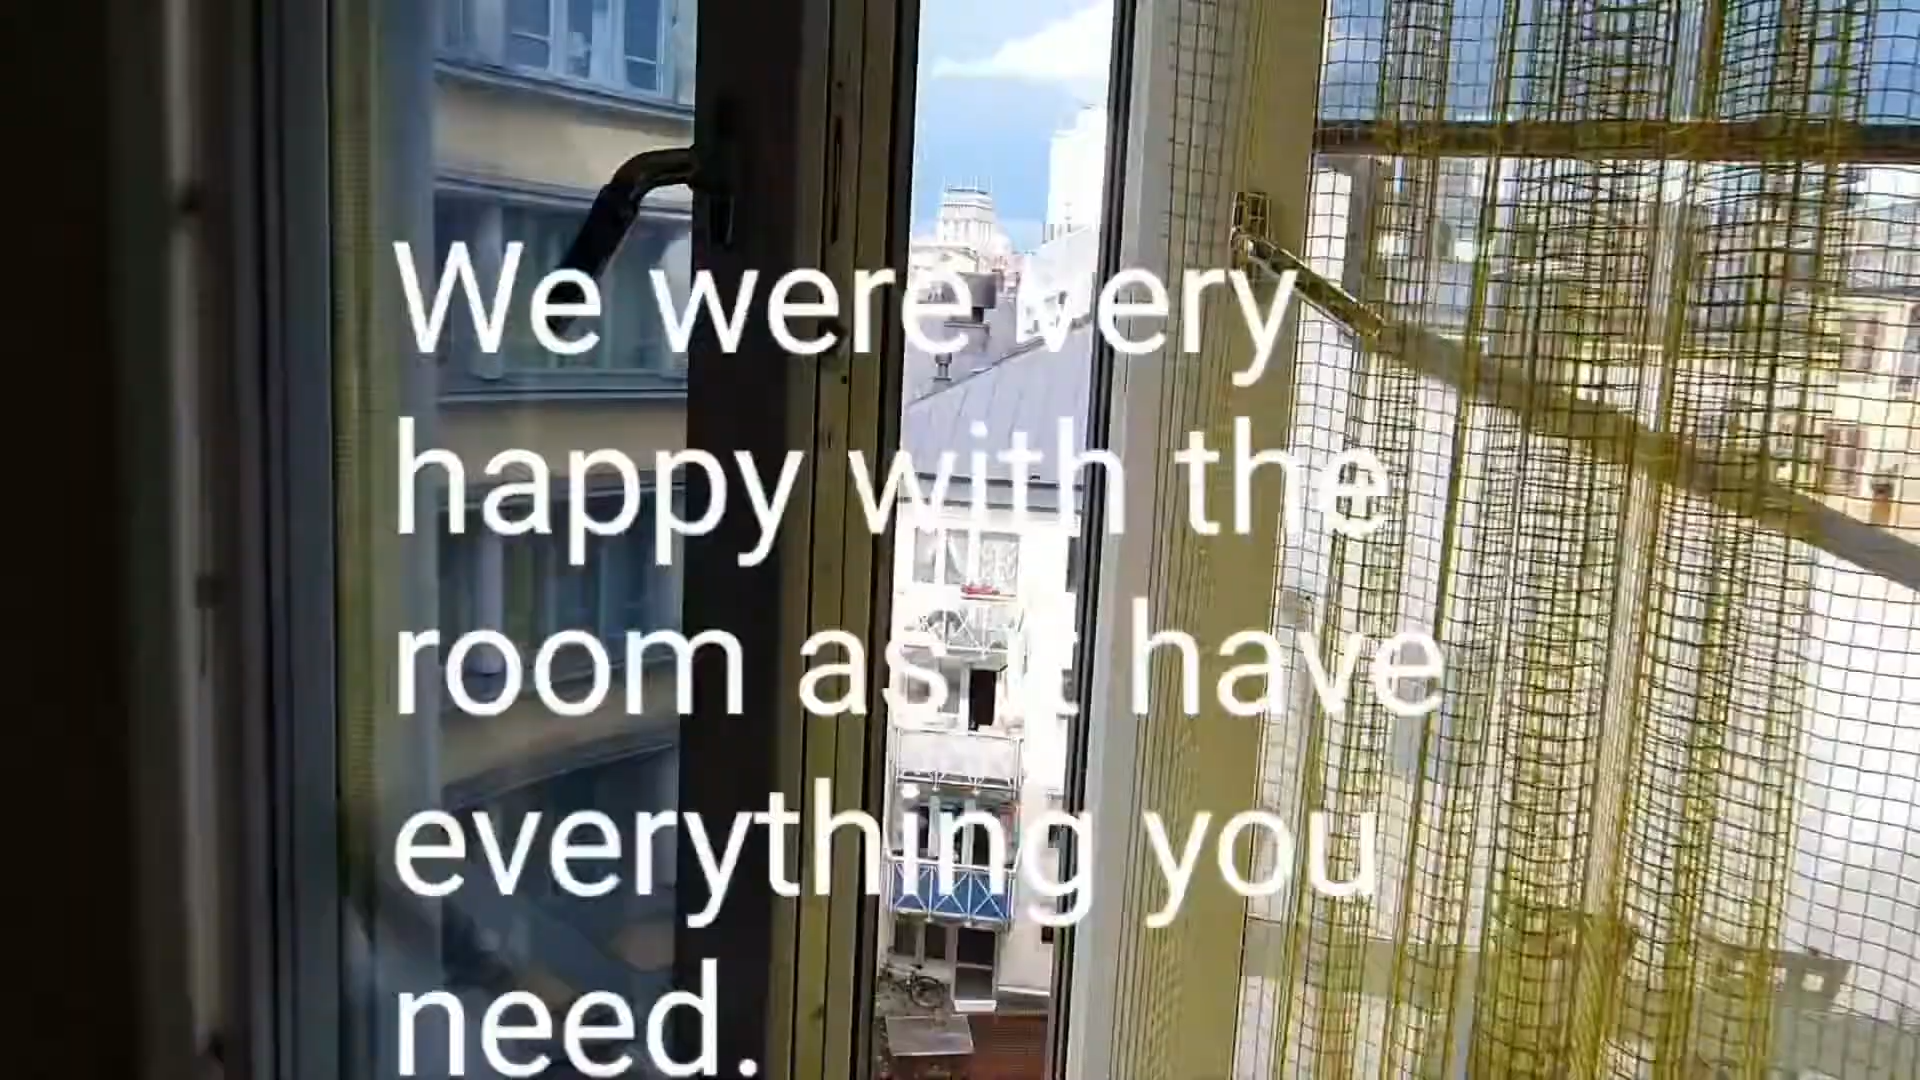 We were very
happy with the
room as it have
everything you
need.